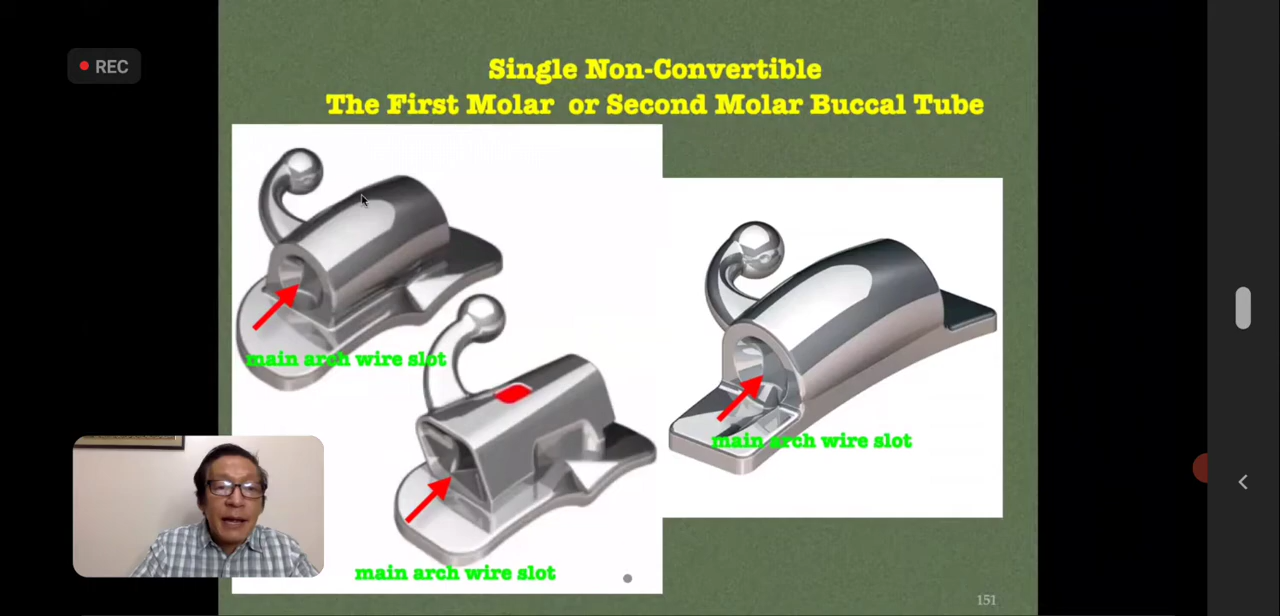 REC
Single Non-Convertible
The First Molar or Second Molar Buccal Tube
main arch wire slot
main arch wire slot
main arch wire slot
151